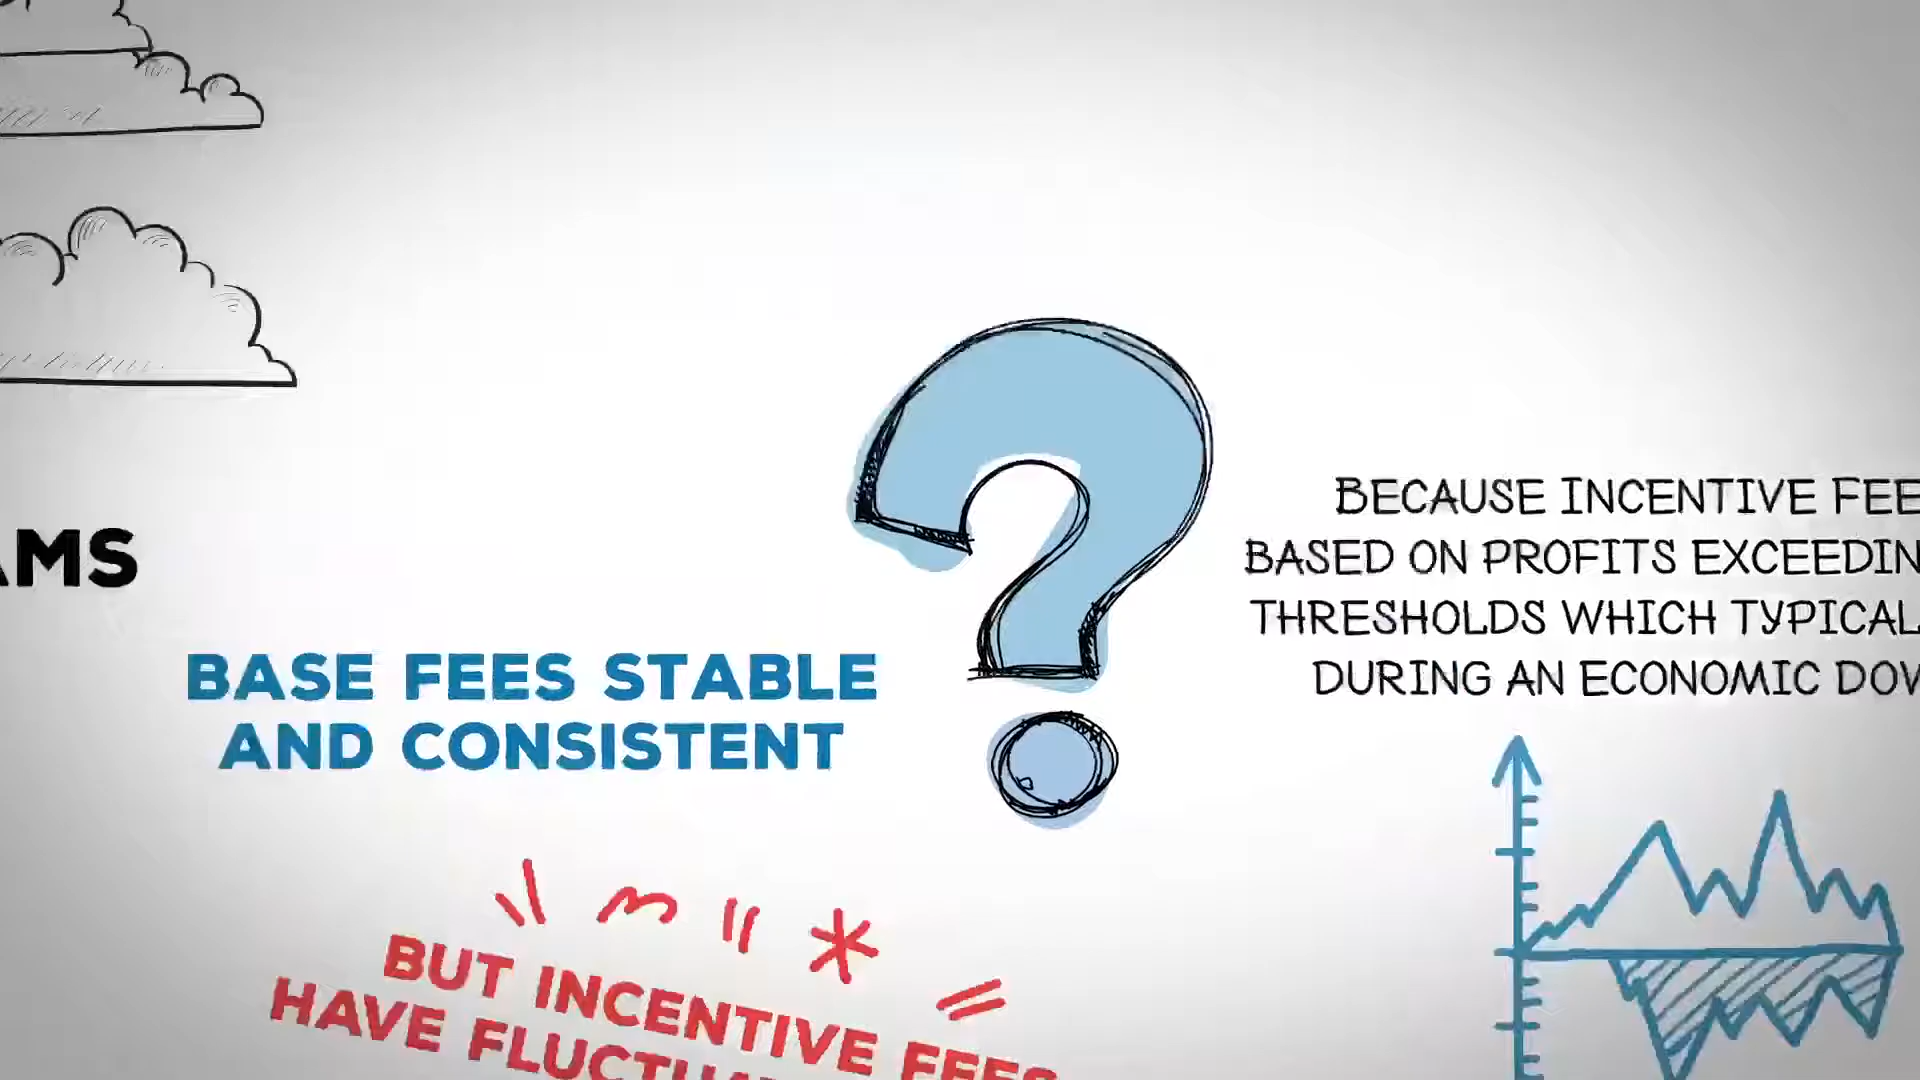 AMS
BASE FEES STABLE
AND CONSISTENT
BUT INCENTIVE FEES
HAVE
BECAUSE INCENTIVE
BASED ON PROFITS
THRESHOLDS WHICH
DURING AN ECONOMIC